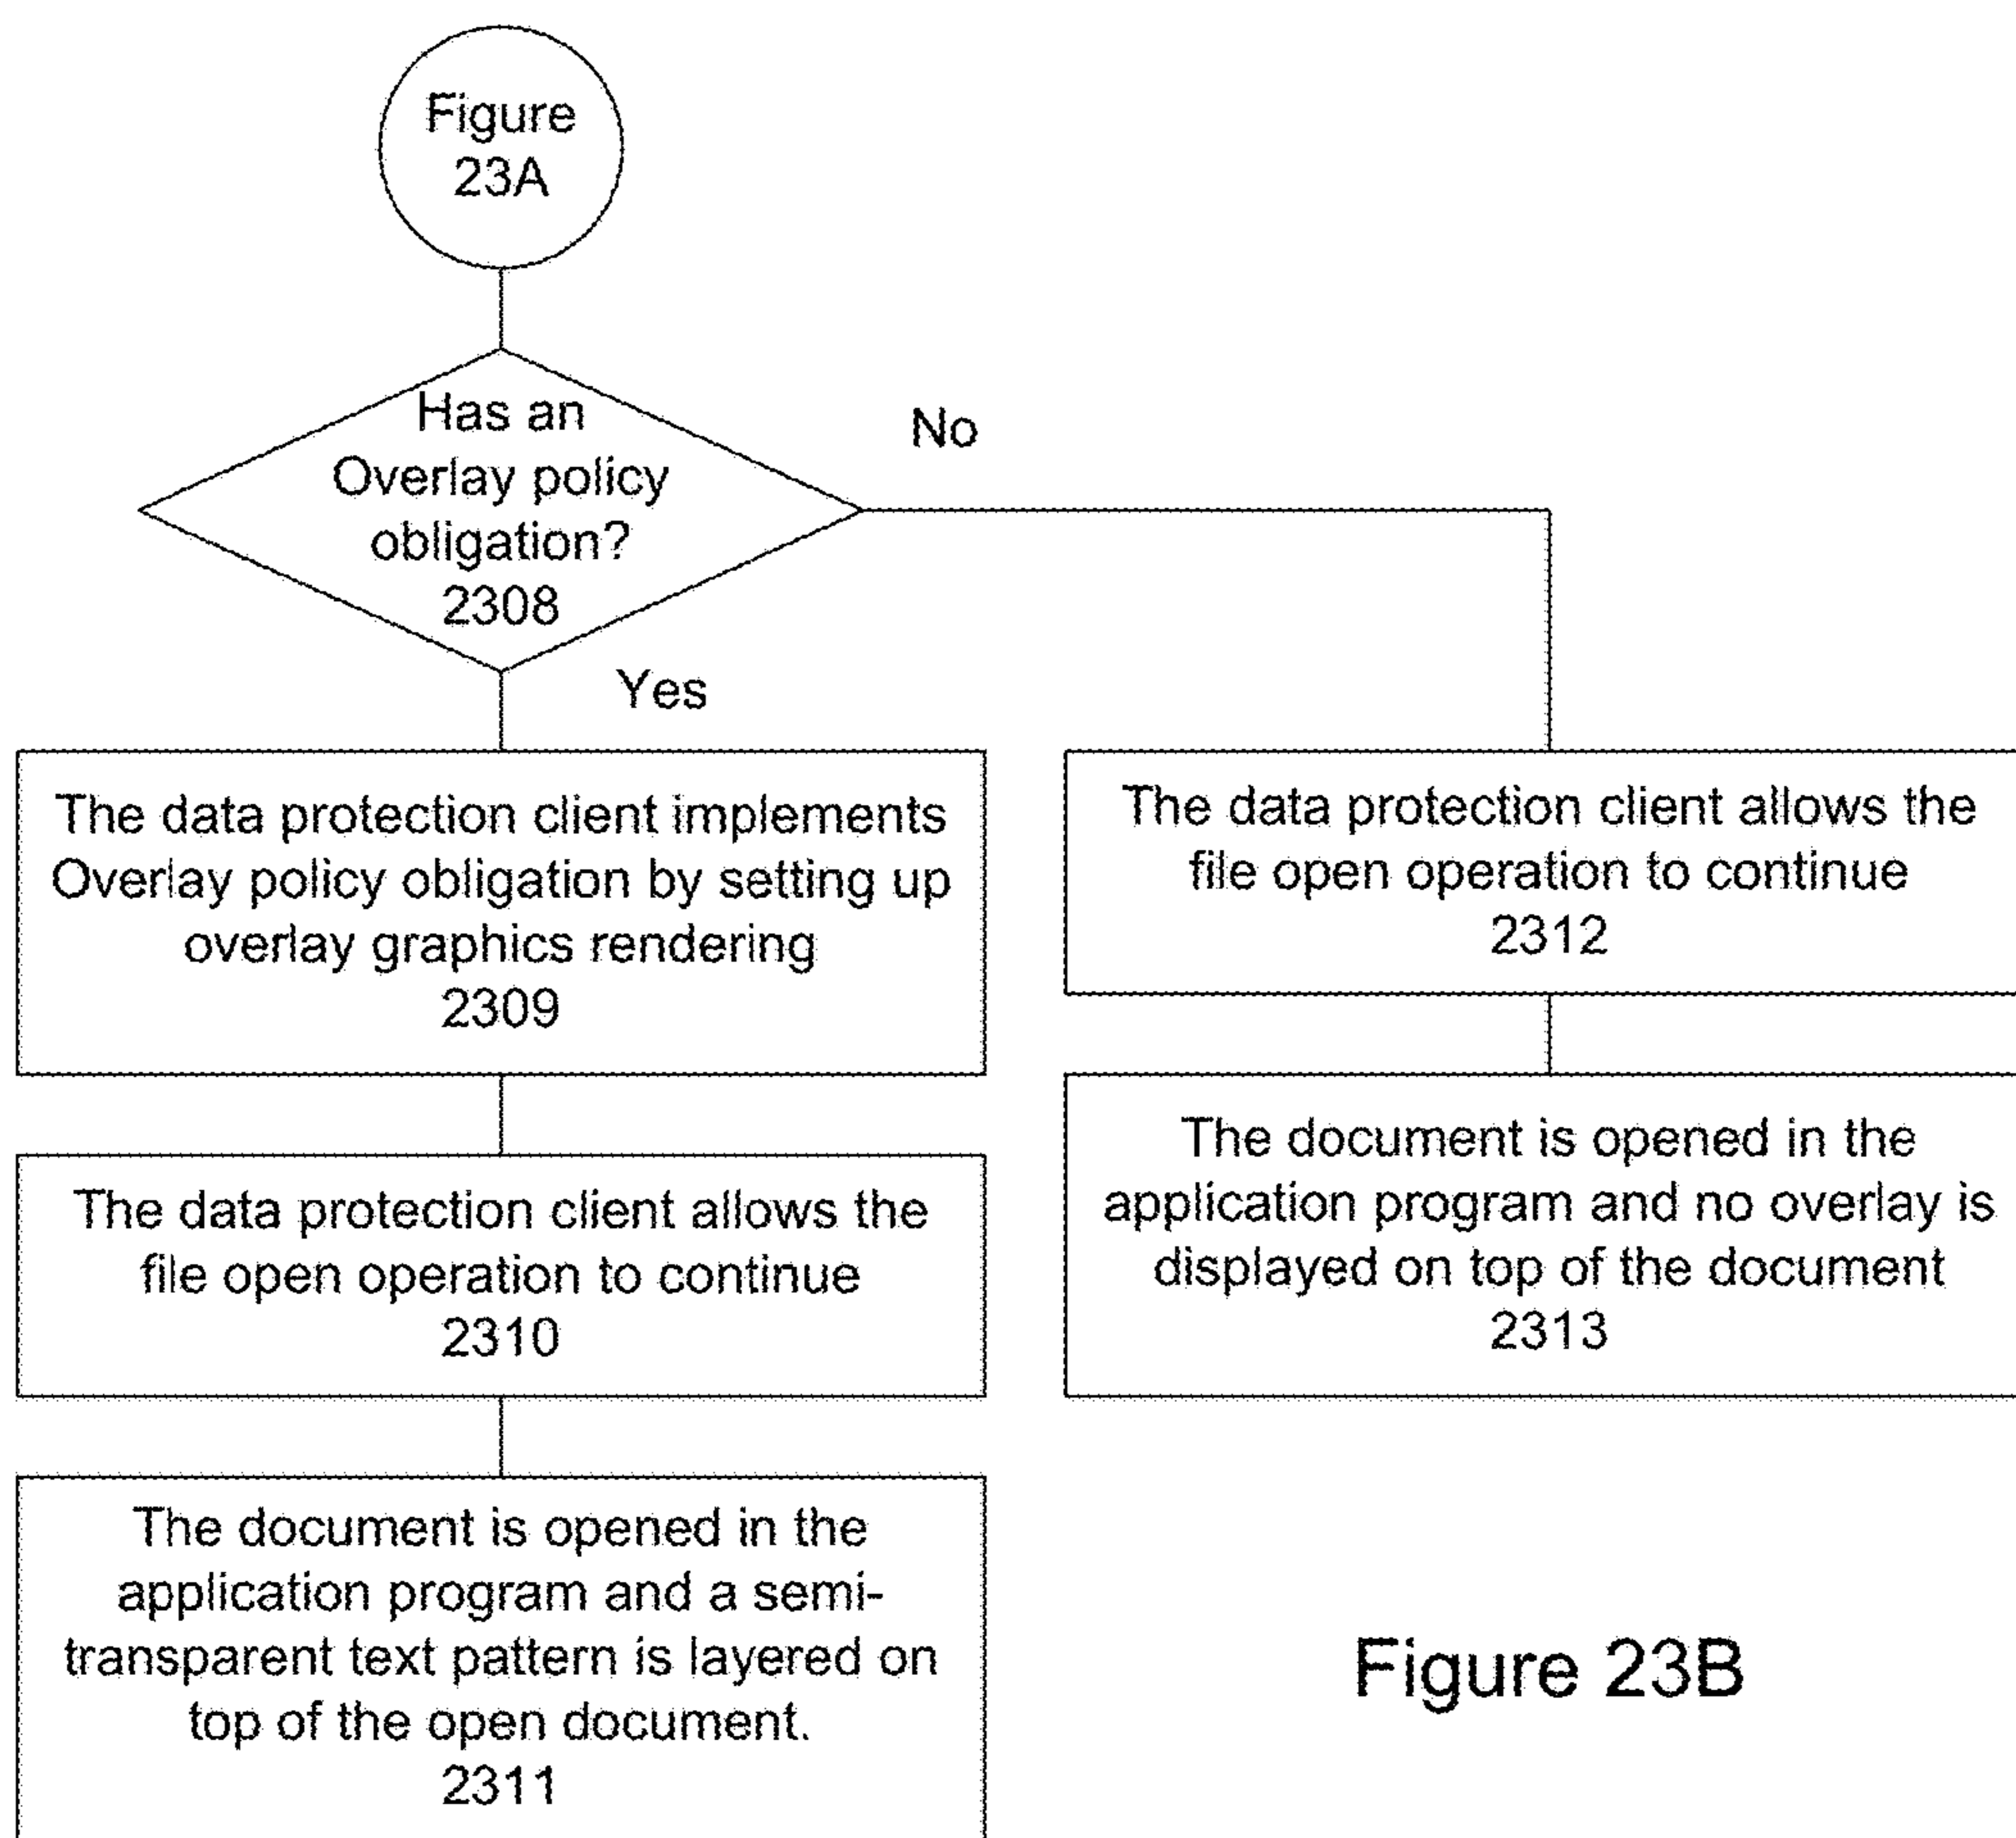 Figure
23A
Has an
Overlay policy
obligation?
2308
No
Yes
The data protection client implements
Overlay policy obligation by setting up
overlay graphics rendering
2309
The data protection client allows the
file open operation to continue
2310
The document is opened in the
application program and a semi-
transparent text pattern is layered on
top of the open document.
2311
The data protection client allows the
file open operation to continue
2312
The document is opened in the
application program and no overlay is
displayed on top of the document
2313
Figure 23B